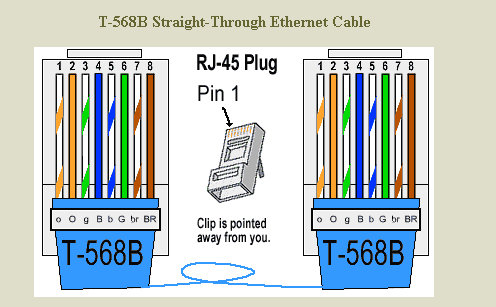 T-568B Straight-Through Ethernet Cable
1 2 3 4 5 6 7 8
RJ-45 Plug
Pin 1
1 2 3 4 5 6 7 8
Clip is pointed
away from you.
o O g B b G br BR
T-568B
o O g B b G br BR
T-568B